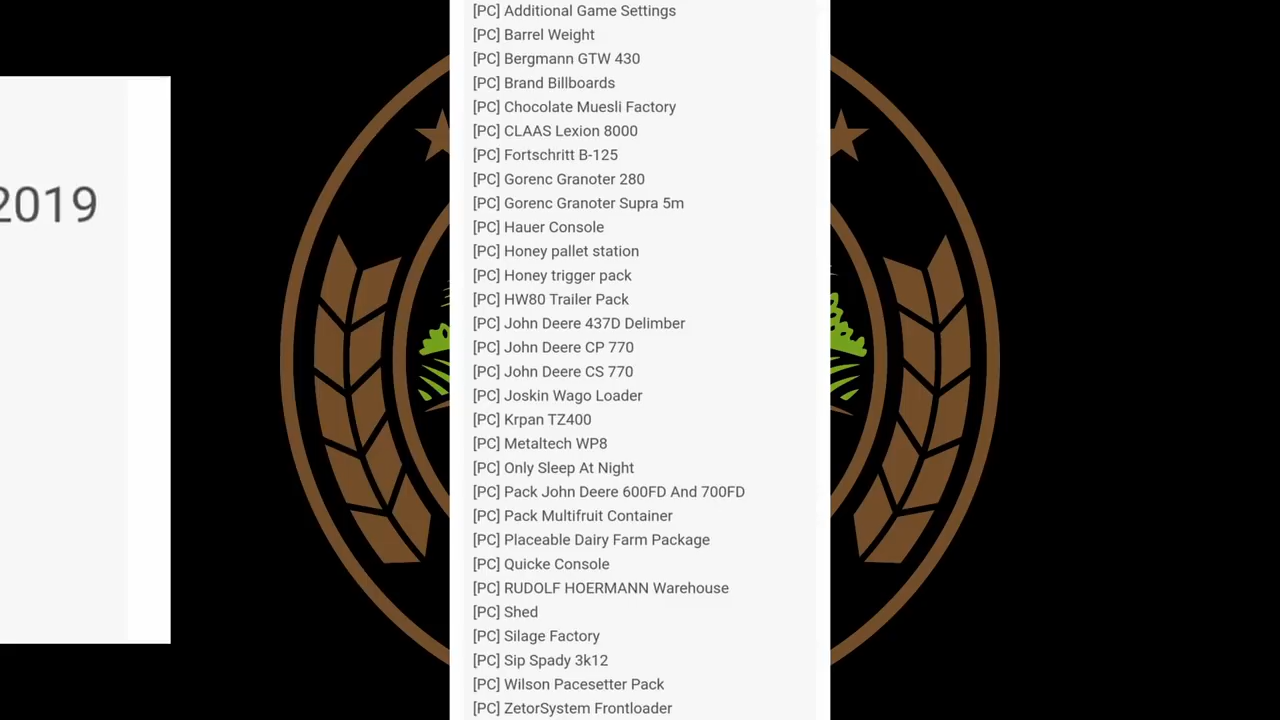 2019
[PC] Additional Game Settings
[PC] Barrel Weight
[PC] Bergmann GTW 430
[PC] Brand Billboards
[PC] Chocolate Muesli Factory
[PC] CLAAS Lexion 8000
[PC] Fortschritt B-125
[PC] Gorenc Granoter 280
[PC] Gorenc Granoter Supra 5m
[PC] Hauer Console
[PC] Honey pallet station
[PC] Honey trigger pack
[PC] HW80 Trailer Pack
[PC] John Deere 437D Delimber
[PC] John Deere CP 770
[PC] John Deere CS 770
[PC] Joskin Wago Loader
[PC] Krpan TZ400
[PC] Metaltech WP8
[PC] Only Sleep At Night
[PC] Pack John Deere 600FD And 700FD
[PC] Pack Multifruit Container
[PC] Placeable Dairy Farm Package
[PC] Quicke Console
[PC] RUDOLF HOERMANN Warehouse
[PC] Shed
[PC] Silage Factory
[PC] Sip Spady 3k12
[PC] Wilson Pacesetter Pack
[PC] ZetorSystem Frontloader